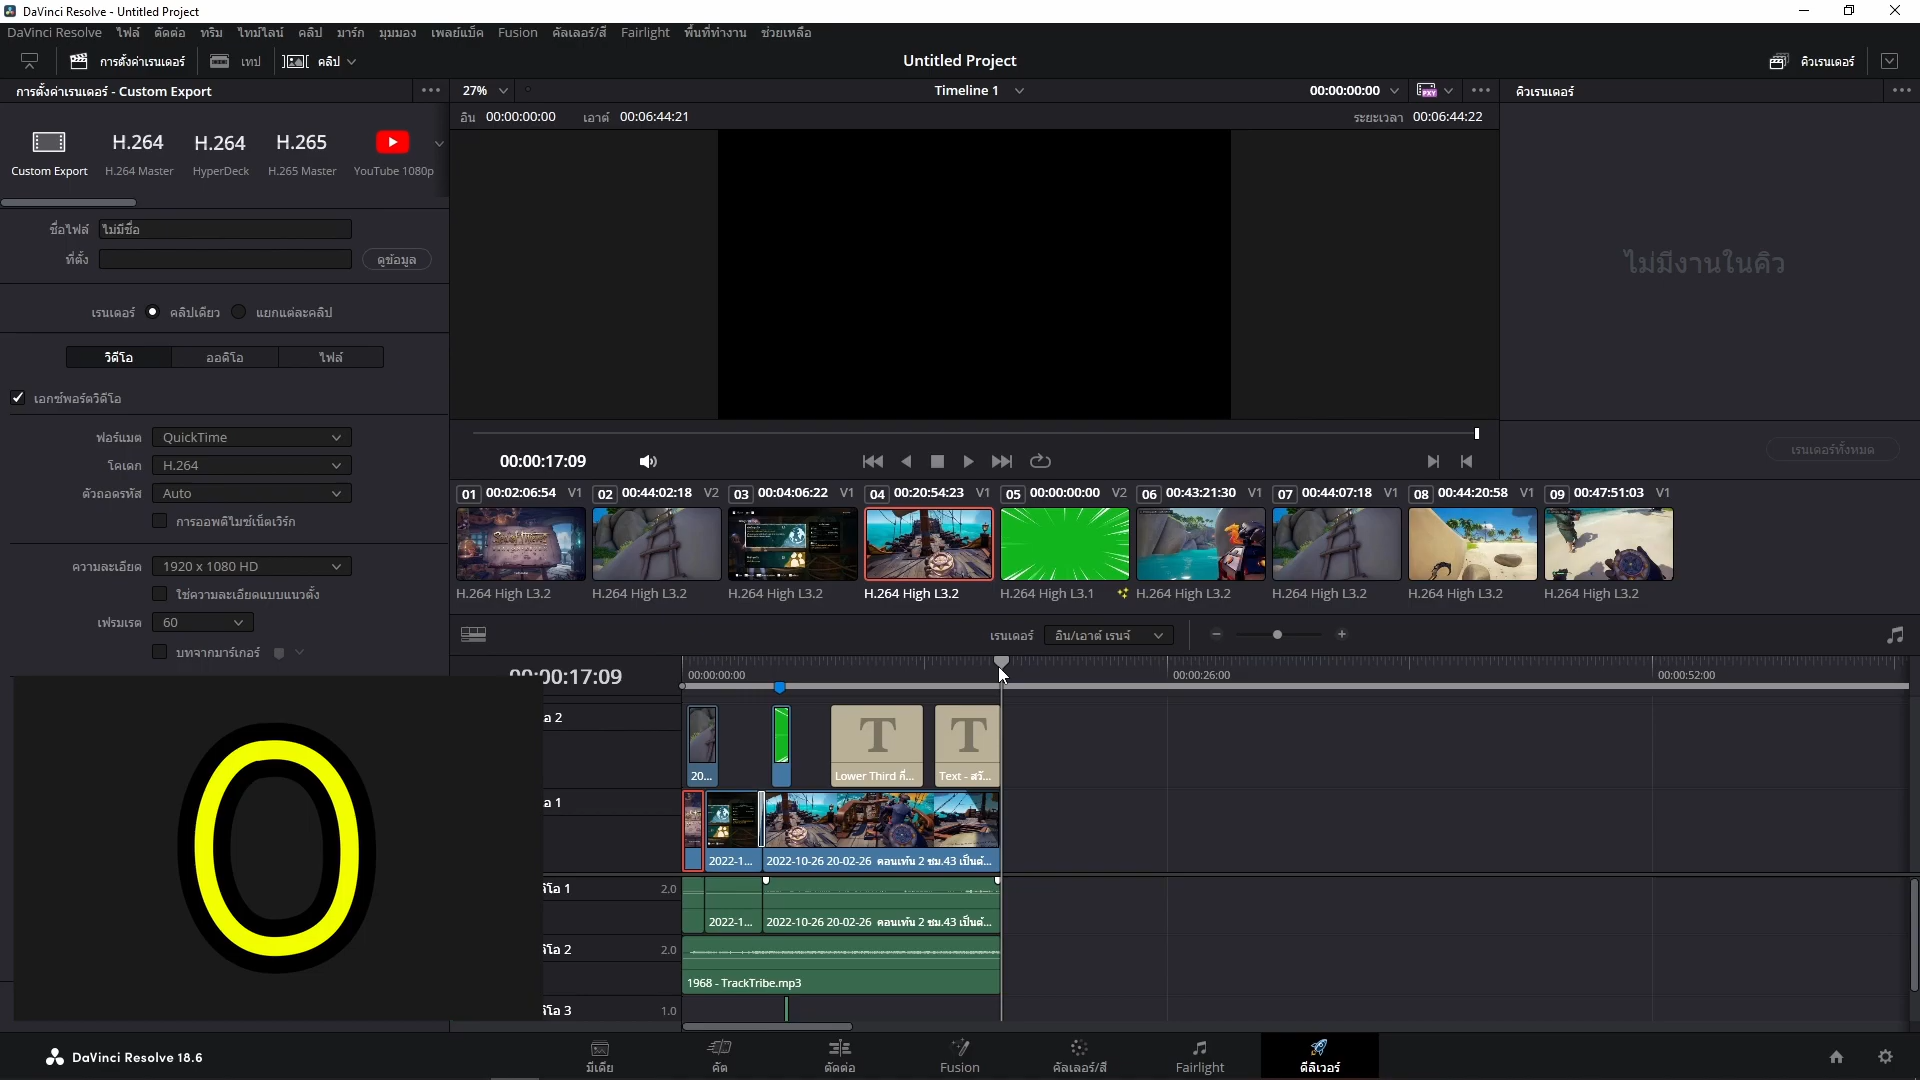 DaVinci Resolve - Untitled Project
DaVinci Resolve ไฟล์ ตัดต่อ ทริม ไทม์ไลน์ คลิป มาร์ก มุมมอง เพลย์แบ็ค Fusion คัลเลอร์/สี Fairlight พื้นที่ทำงาน ช่วยเหลือ
การตั้งค่าเรนเดอร์ เทป คลิป Untitled Project คิวเรนเดอร์
การตั้งค่าเรนเดอร์ - Custom Export 27% Timeline 1 00:00:00:00 PXY คิวเรนเดอร์
อิน 00:00:00:00 เอาต์ 00:06:44:21 ระยะเวลา 00:06:44:22
H.264 H.264 H.265
Custom Export H.264 Master HyperDeck H.265 Master YouTube 1080p
ชื่อไฟล์ ไม่มีชื่อ
ที่ตั้ง ดูข้อมูล
ไม่มีงานในคิว
เรนเดอร์ คลิปเดียว แยกแต่ละคลิป
วิดีโอ ออดิโอ ไฟล์
เอกซ์พอร์ตวิดีโอ
ฟอร์แมต QuickTime
โคเดก H.264
ตัวถอดรหัส Auto
การออพติไมซ์เน็ตเวิร์ก
ความละเอียด 1920 x 1080 HD
ใช่ความละเอียดแบบแนวตั้ง
เฟรมเรต 60
บทจากมาร์เกอร์
เรนเดอร์ทั้งหมด
00:00:17:09
01 00:02:06:54 V1 02 00:44:02:18 V2 03 00:04:06:22 V1 04 00:20:54:23 V1 05 00:00:00:00 V2 06 00:43:21:30 V1 07 00:44:07:18 V1 08 00:44:20:58 V1 09 00:47:51:03 V1
H.264 High L3.2 H.264 High L3.2 H.264 High L3.2 H.264 High L3.2 H.264 High L3.1 H.264 High L3.2 H.264 High L3.2 H.264 High L3.2 H.264 High L3.2
เรนเดอร์ อิน/เอาต์ เรนจ์
00:00:17:09 00:00:00:00 00:00:26:00 00:00:52:00
อ 2
20... Lower Third ก็... Text - สวั...
อ 1
2022-1... 2022-10-26 20-02-26 คอนเท้น 2 ชม.43 เป็นต้...
ดิโอ 1 2.0
2022-1... 2022-10-26 20-02-26 คอนเท้น 2 ชม.43 เป็นต้...
ดิโอ 2 2.0
1968 - TrackTribe.mp3
ดิโอ 3 1.0
0
DaVinci Resolve 18.6 มีเดีย คัต ตัดต่อ Fusion คัลเลอร์/สี Fairlight ดีลิเวอร์